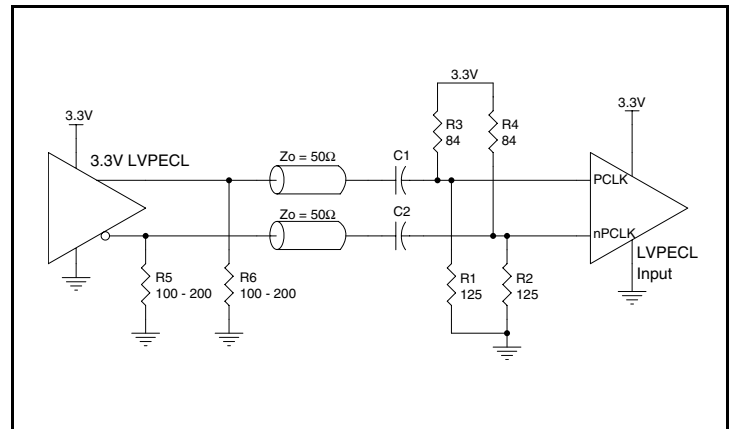 3.3V
3.3V
3.3V
R3
84
R4
84
3.3V LVPECL
Zo = 50Ω
C1
PCLK
Zo = 50Ω
C2
nPCLK
LVPECL
Input
R5
100 - 200
R6
100 - 200
R1
125
R2
125